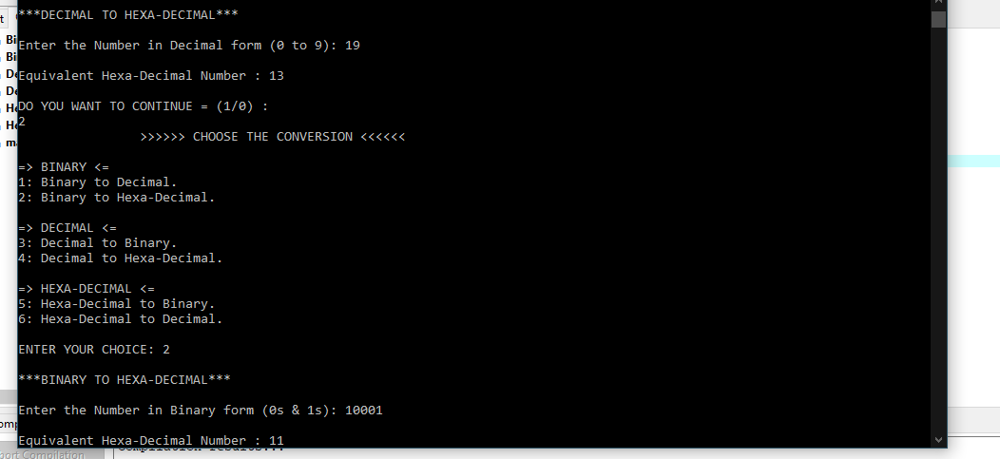 ***DECIMAL TO HEXA-DECIMAL***
Enter the Number in Decimal form (0 to 9): 19
Equivalent Hexa-Decimal Number : 13
DO YOU WANT TO CONTINUE = (1/0) :
2
>>>>>> CHOOSE THE CONVERSION <<<<<<
=> BINARY <=
1: Binary to Decimal.
2: Binary to Hexa-Decimal.
=> DECIMAL <=
3: Decimal to Binary.
4: Decimal to Hexa-Decimal.
=> HEXA-DECIMAL <=
5: Hexa-Decimal to Binary.
6: Hexa-Decimal to Decimal.
ENTER YOUR CHOICE: 2
***BINARY TO HEXA-DECIMAL***
Enter the Number in Binary form (0s & 1s): 10001
Equivalent Hexa-Decimal Number : 11